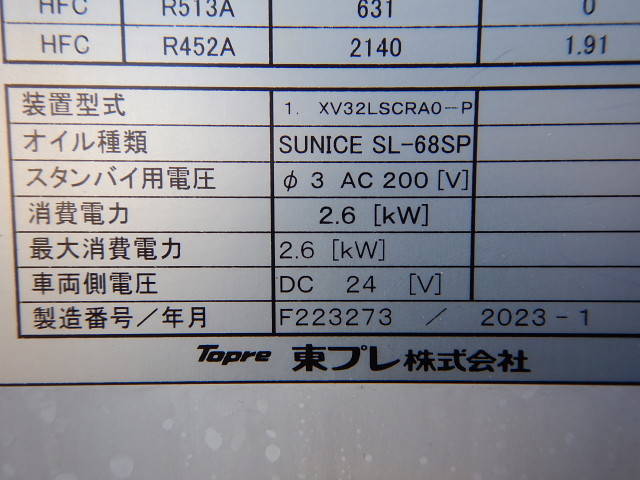 HFC R513A 631 0
HFC R452A 2140 1.91
装置型式 1. XV32LSCRA0-P
オイル種類 SUNICE SL-68SP
スタンバイ用電圧 φ3 AC 200 [V]
消費電力 2.6 [kW]
最大消費電力 2.6 [kW]
車両側電圧 DC 24 [V]
製造番号/年月 F223273 / 2023-1
Topre 東プレ株式会社